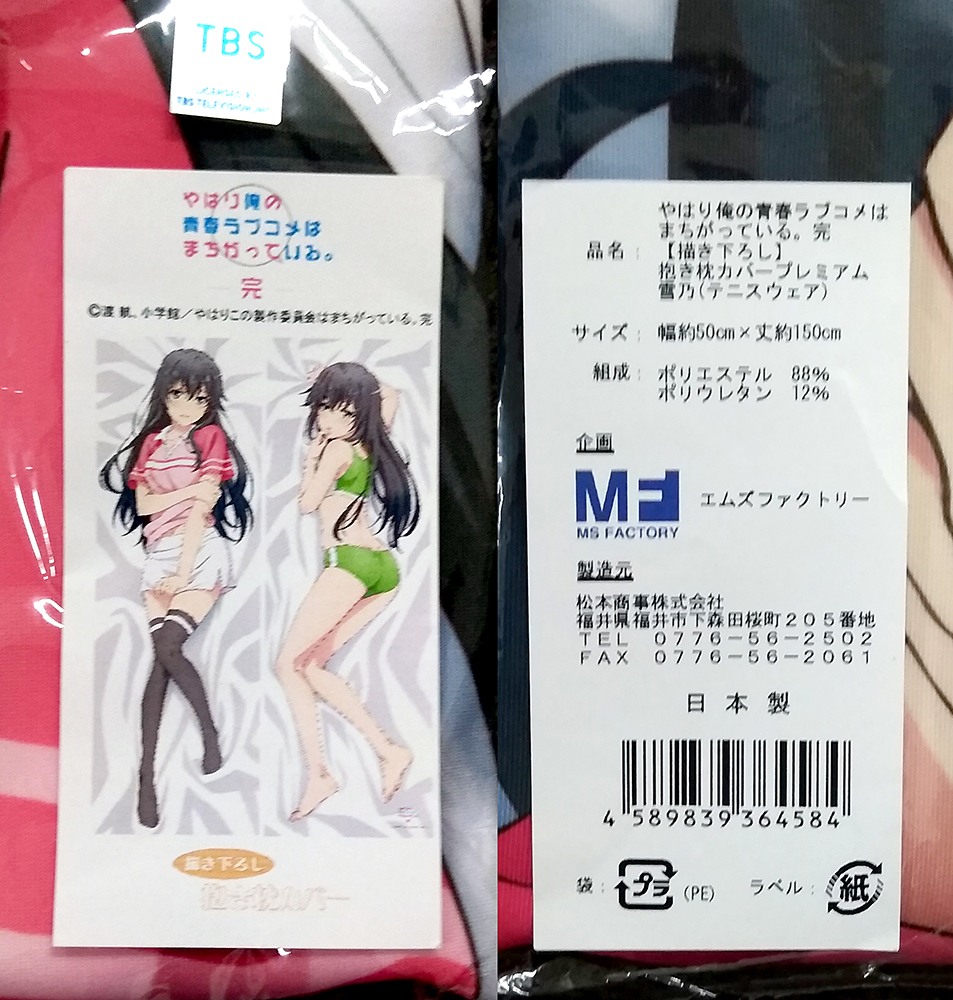 TBS
LICENSED BY
TBS TELEVISION, INC.
やはり俺の
青春ラブコメは
まちがっている。
完
©渡 航、小学館/やはりこの製作委員会はまちがっている。完
描き下ろし
抱き枕カバー
品名: やはり俺の青春ラブコメは
まちがっている。完
【描き下ろし】
抱き枕カバープレミアム
雪乃(テニスウェア)
サイズ: 幅約50cm×丈約150cm
組成: ポリエステル 88%
ポリウレタン 12%
企画
MF エムズファクトリー
MS FACTORY
製造元
松本商事株式会社
福井県福井市下森田桜町205番地
TEL 0776-56-2502
FAX 0776-56-2061
日本製
4 589839 364584
袋: プラ (PE) ラベル: 紙